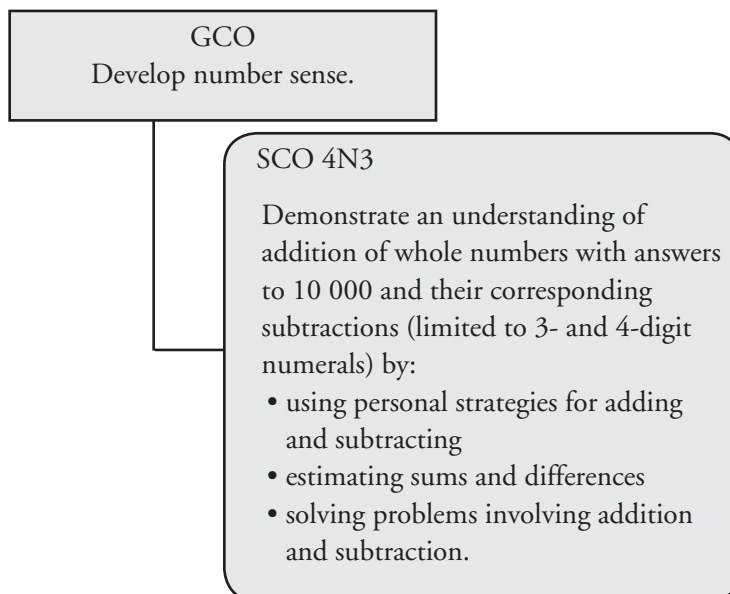 GCO
Develop number sense.
SCO 4N3
Demonstrate an understanding of
addition of whole numbers with answers
to 10 000 and their corresponding
subtractions (limited to 3- and 4-digit
numerals) by:
• using personal strategies for adding
and subtracting
• estimating sums and differences
• solving problems involving addition
and subtraction.